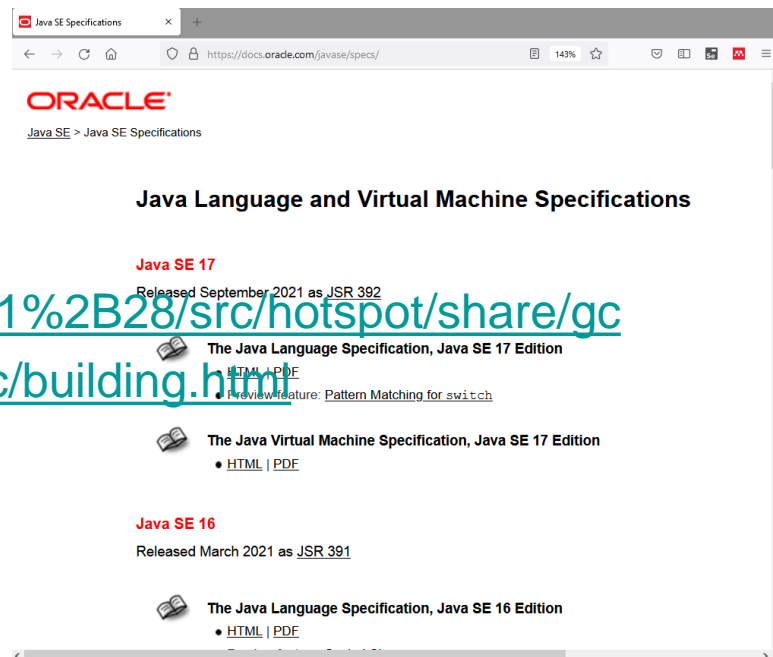 Java SE Specifications
https://docs.oracle.com/javase/specs/
143%
ORACLE
Java SE > Java SE Specifications
Java Language and Virtual Machine Specifications
Java SE 17
Released September 2021 as JSR 392
1%2B28/src/hotspot/share/gc
The Java Language Specification, Java SE 17 Edition
• HTML | PDF
c/building.html
• Preview feature: Pattern Matching for switch
The Java Virtual Machine Specification, Java SE 17 Edition
• HTML | PDF
Java SE 16
Released March 2021 as JSR 391
The Java Language Specification, Java SE 16 Edition
• HTML | PDF